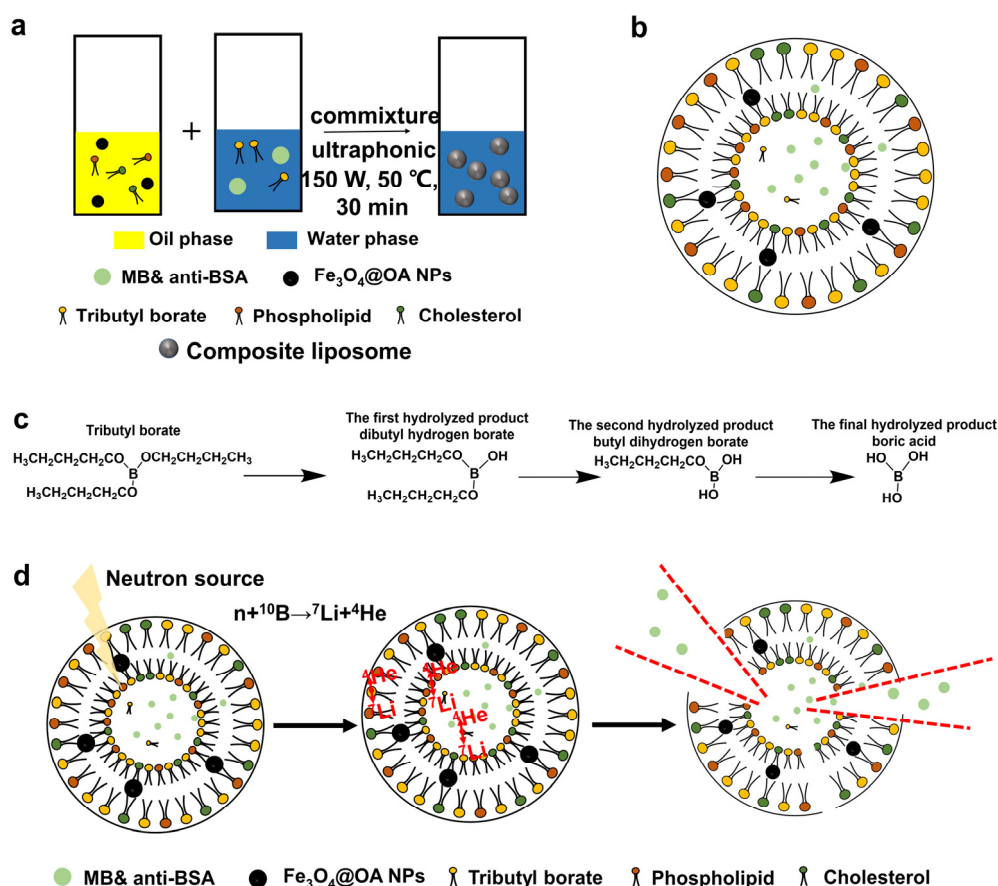 a
+
commixture
ultraphonic
150 W, 50 ℃,
30 min
Oil phase
Water phase
MB& anti-BSA
Fe₃O₄@OA NPs
Tributyl borate
Phospholipid
Cholesterol
Composite liposome
b
c
Tributyl borate
H₃CH₂CH₂CH₂CO
OCH₂CH₂CH₂CH₃
B
H₃CH₂CH₂CH₂CO
The first hydrolyzed product
dibutyl hydrogen borate
H₃CH₂CH₂CH₂CO
OH
B
H₃CH₂CH₂CH₂CO
The second hydrolyzed product
butyl dihydrogen borate
H₃CH₂CH₂CH₂CO
OH
B
HO
The final hydrolyzed product
boric acid
HO
OH
B
HO
d
Neutron source
n+¹⁰B→⁷Li+⁴He
⁴He
⁷Li
⁴He
⁷Li
⁴He
⁷Li
MB& anti-BSA
Fe₃O₄@OA NPs
Tributyl borate
Phospholipid
Cholesterol